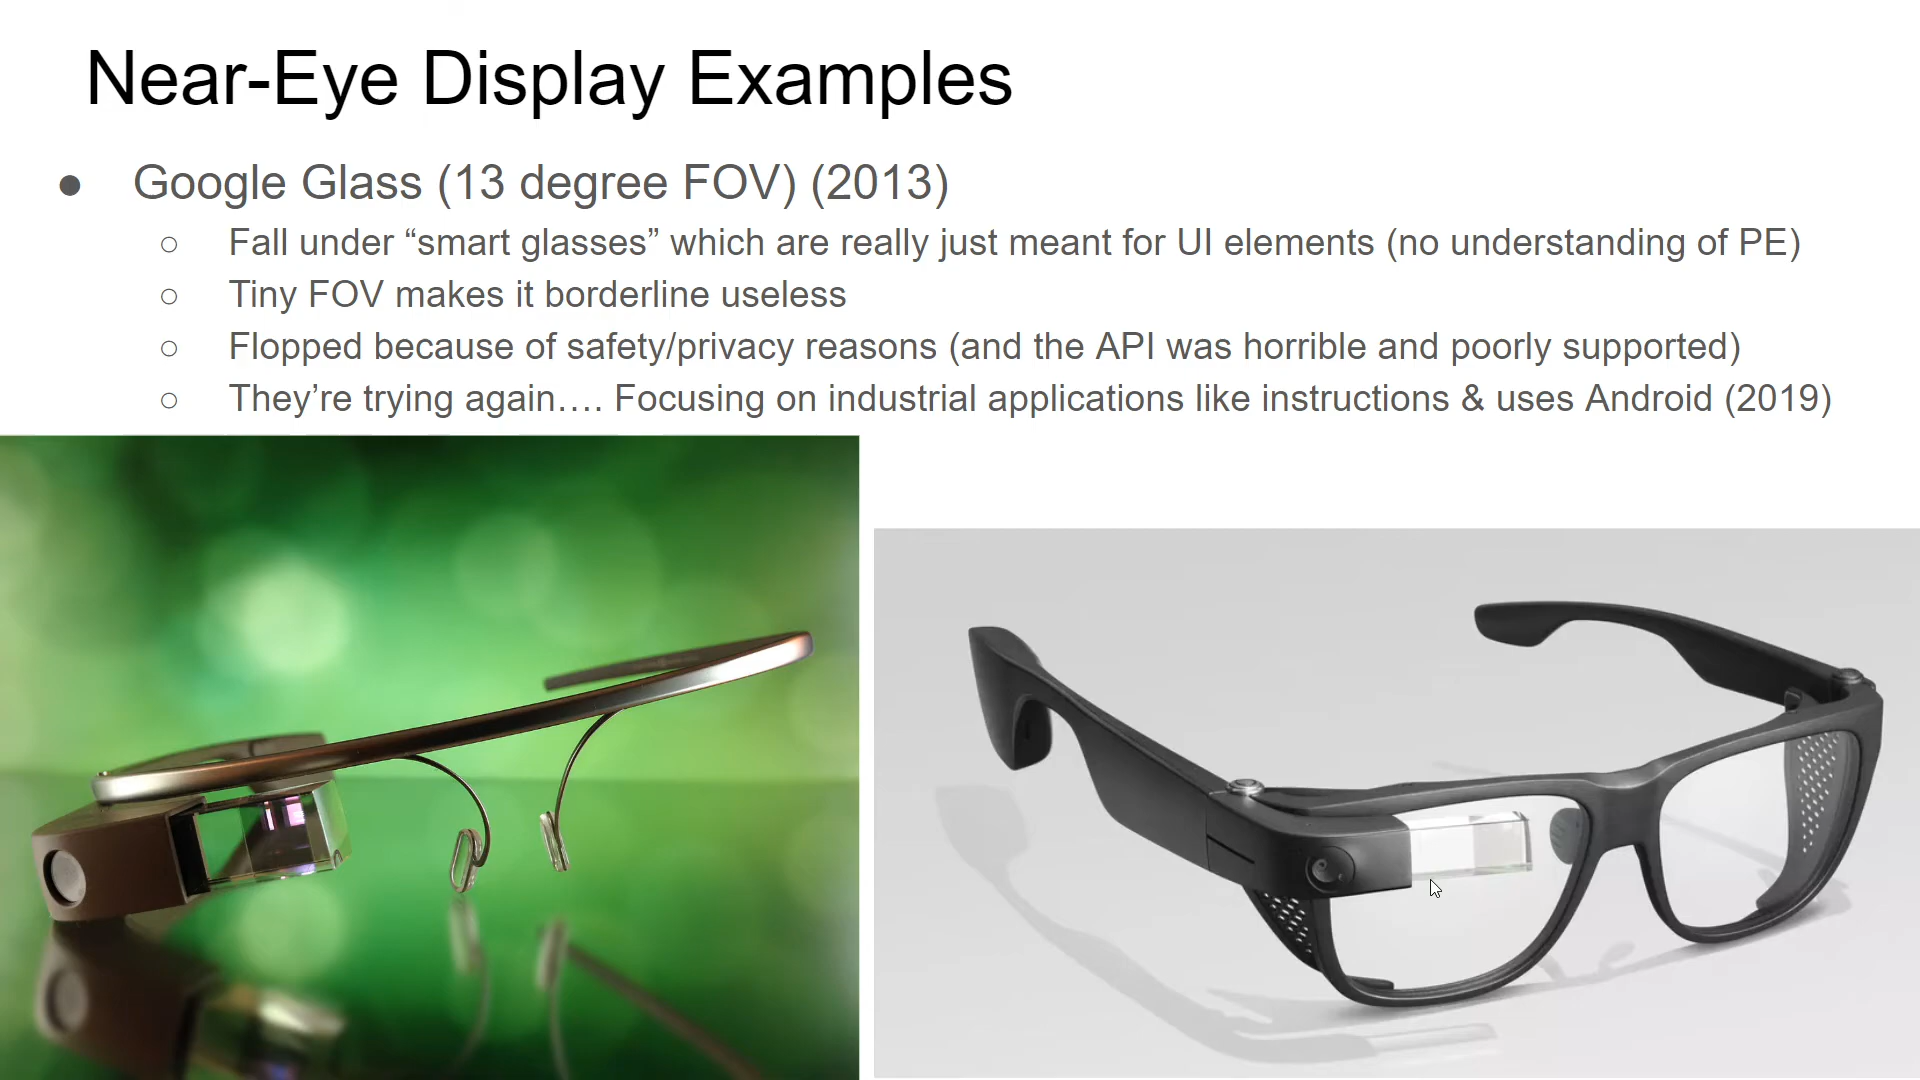 Near-Eye Display Examples
● Google Glass (13 degree FOV) (2013)
○ Fall under “smart glasses” which are really just meant for UI elements (no understanding of PE)
○ Tiny FOV makes it borderline useless
○ Flopped because of safety/privacy reasons (and the API was horrible and poorly supported)
○ They’re trying again…. Focusing on industrial applications like instructions & uses Android (2019)